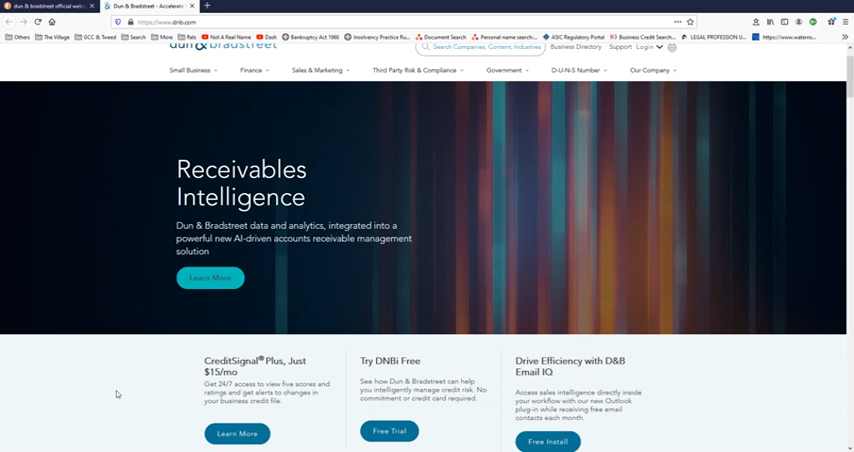 dun & bradstreet official webs
Dun & Bradstreet - Accelerate
https://www.dnb.com
Others
The Village
GCC & Tweed
Search
More
Rels
Not A Real Name
Dash
Bankruptcy Act 1966
Insolvency Practice Ru...
Document Search
Personal name search...
ASIC Regulatory Portal
Business Credit Search...
LEGAL PROFESSION U...
https://www.waterns...
dun & bradstreet
Search Companies, Content, Industries
Business Directory
Support
Login
Small Business
Finance
Sales & Marketing
Third Party Risk & Compliance
Government
D-U-N-S Number
Our Company
Receivables
Intelligence
Dun & Bradstreet data and analytics, integrated into a
powerful new AI-driven accounts receivable management
solution
Learn More
CreditSignal® Plus, Just
$15/mo
Get 24/7 access to view five scores and
ratings and get alerts to changes in
your business credit file.
Learn More
Try DNBi Free
See how Dun & Bradstreet can help
you intelligently manage credit risk. No
commitment or credit card required.
Free Trial
Drive Efficiency with D&B
Email IQ
Access sales intelligence directly inside
your workflow with our new Outlook
plug-in while receiving free email
contacts each month.
Free Install